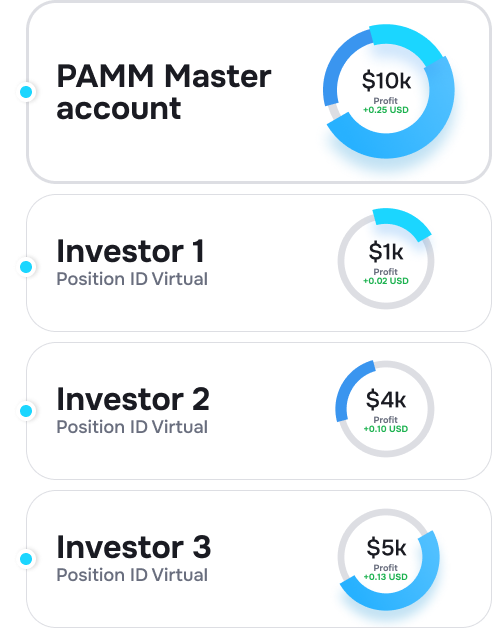 PAMM Master
account
$10k
Profit
+0.25 USD
Investor 1
Position ID Virtual
$1k
Profit
+0.02 USD
Investor 2
Position ID Virtual
$4k
Profit
+0.10 USD
Investor 3
Position ID Virtual
$5k
Profit
+0.13 USD